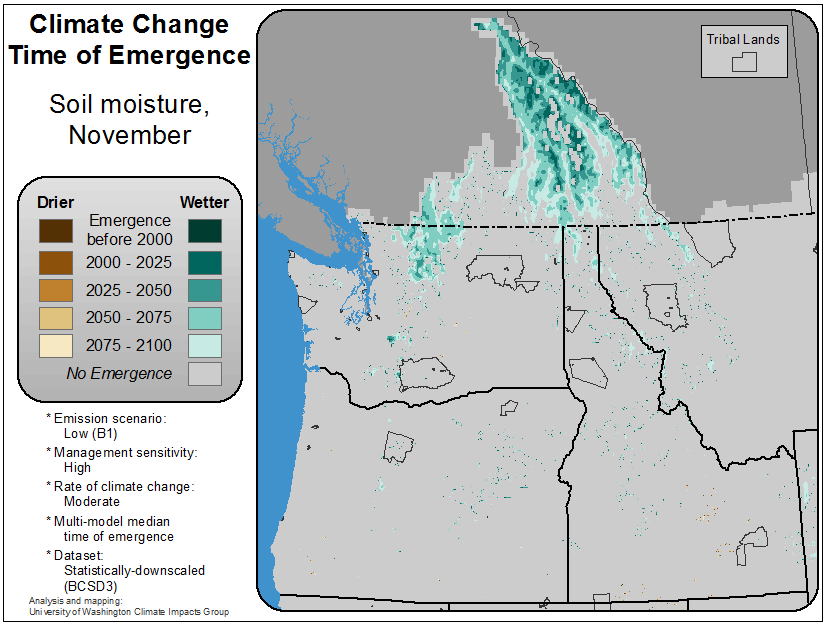 Climate Change
Time of Emergence
Soil moisture,
November
Tribal Lands
Drier Wetter
Emergence
before 2000
2000 - 2025
2025 - 2050
2050 - 2075
2075 - 2100
No Emergence
* Emission scenario:
Low (B1)
* Management sensitivity:
High
* Rate of climate change:
Moderate
* Multi-model median
time of emergence
* Dataset:
Statistically-downscaled
(BCSD3)
Analysis and mapping:
University of Washington Climate Impacts Group